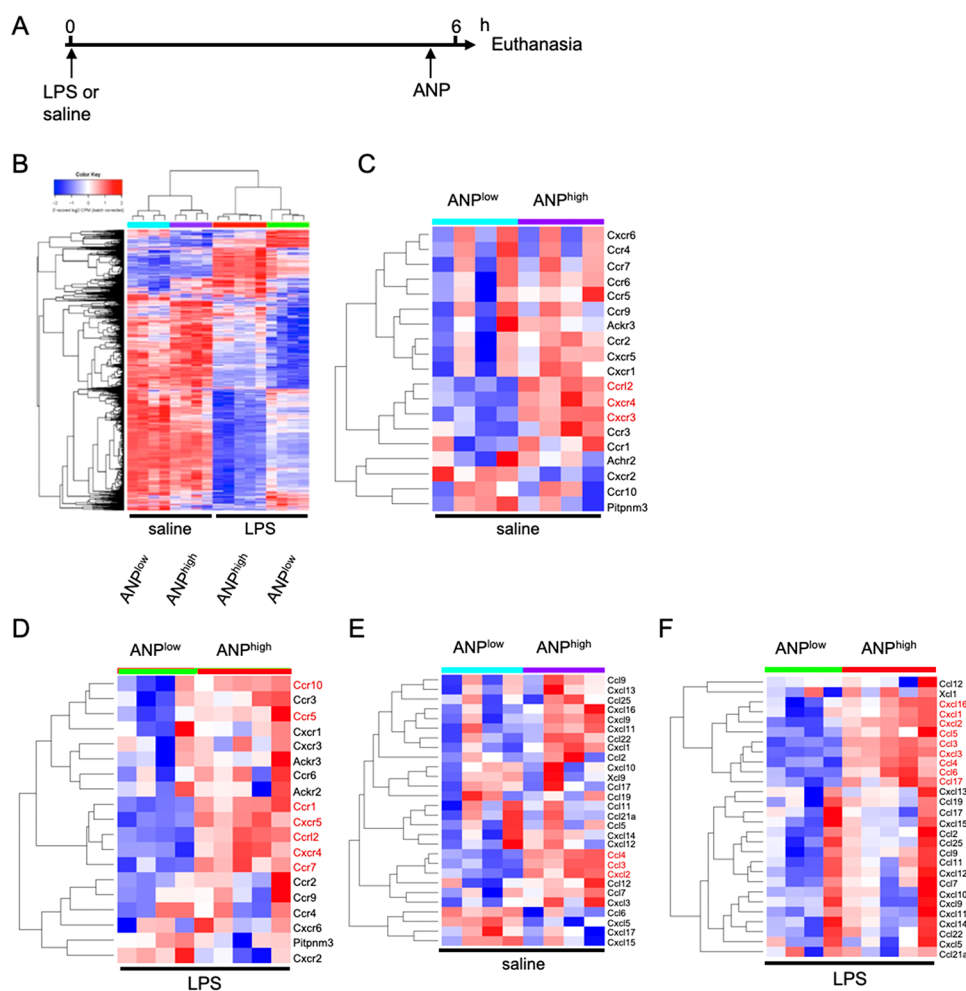 A
0
6
h
Euthanasia
LPS or
saline
ANP
B
Color Key
-2 -1 0 1 2
C
ANPlow
ANPhigh
Cxcr6
Ccr4
Ccr7
Ccr6
Ccr5
Ccr9
Ackr3
Ccr2
Cxcr5
Cxcr1
Ccrl2
Cxcr4
Cxcr3
Ccr3
Ccr1
Achr2
Cxcr2
Ccr10
Pitpnm3
saline
saline
LPS
ANPlow
ANPhigh
ANPhigh
ANPlow
D
ANPlow
ANPhigh
Ccr10
Ccr3
Ccr5
Cxcr1
Cxcr3
Ackr3
Ccr6
Ackr2
Ccr1
Cxcr5
Ccrl2
Cxcr4
Ccr7
Ccr2
Ccr9
Ccr4
Cxcr6
Pitpnm3
Cxcr2
LPS
E
ANPlow
ANPhigh
Ccl9
Cxcl13
Ccl25
Cxcl16
Cxcl9
Cxcl11
Ccl22
Cxcl1
Ccl2
Cxcl10
Xcl9
Ccl17
Ccl19
Ccl11
Ccl21a
Ccl5
Cxcl14
Cxcl12
Ccl4
Ccl3
Cxcl2
Ccl12
Ccl7
Cxcl3
Ccl6
Cxcl5
Cxcl17
Cxcl15
saline
F
ANPlow
ANPhigh
Ccl12
Xcl1
Cxcl16
Cxcl1
Cxcl2
Ccl5
Ccl3
Cxcl3
Ccl4
Ccl6
Ccl17
Cxcl13
Ccl19
Ccl17
Cxcl15
Ccl2
Ccl25
Ccl9
Ccl11
Cxcl12
Ccl7
Cxcl10
Cxcl9
Cxcl11
Cxcl14
Ccl22
Cxcl5
Ccl21a
LPS